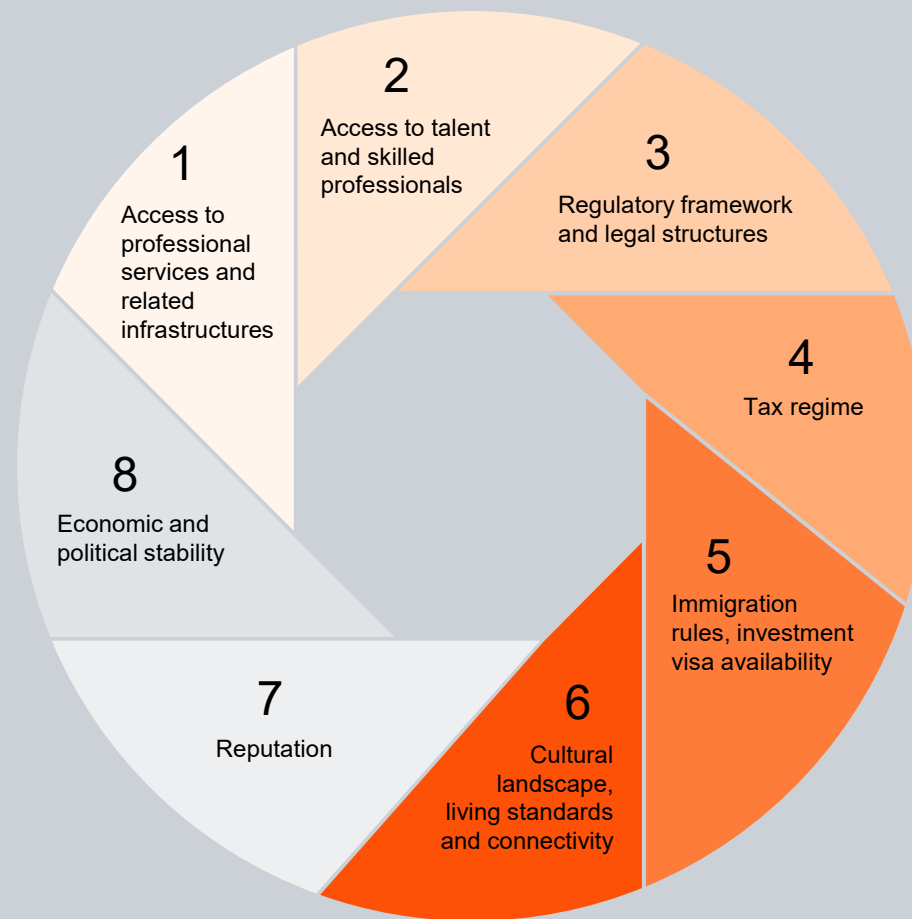 1
Access to
professional
services and
related
infrastructures
2
Access to talent
and skilled
professionals
3
Regulatory framework
and legal structures
4
Tax regime
5
Immigration
rules, investment
visa availability
6
Cultural
landscape,
living standards
and connectivity
7
Reputation
8
Economic and
political stability